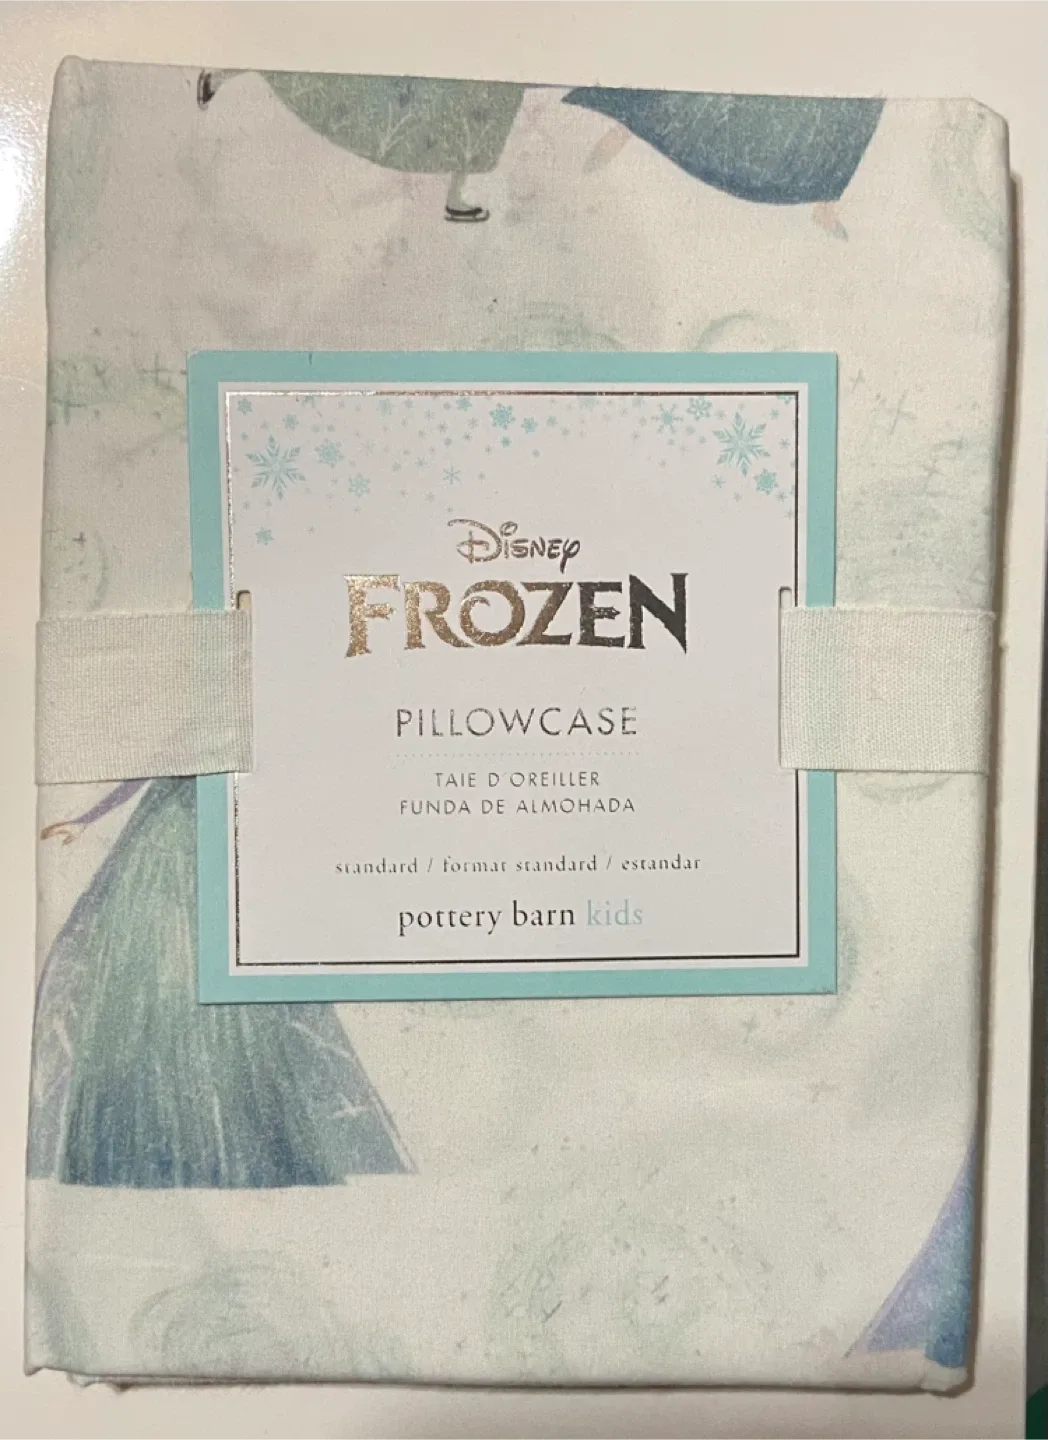 Disney
FROZEN
PILLOWCASE
TAIE D'OREILLER
FUNDA DE ALMOHADA
standard / format standard / estandar
pottery barn kids